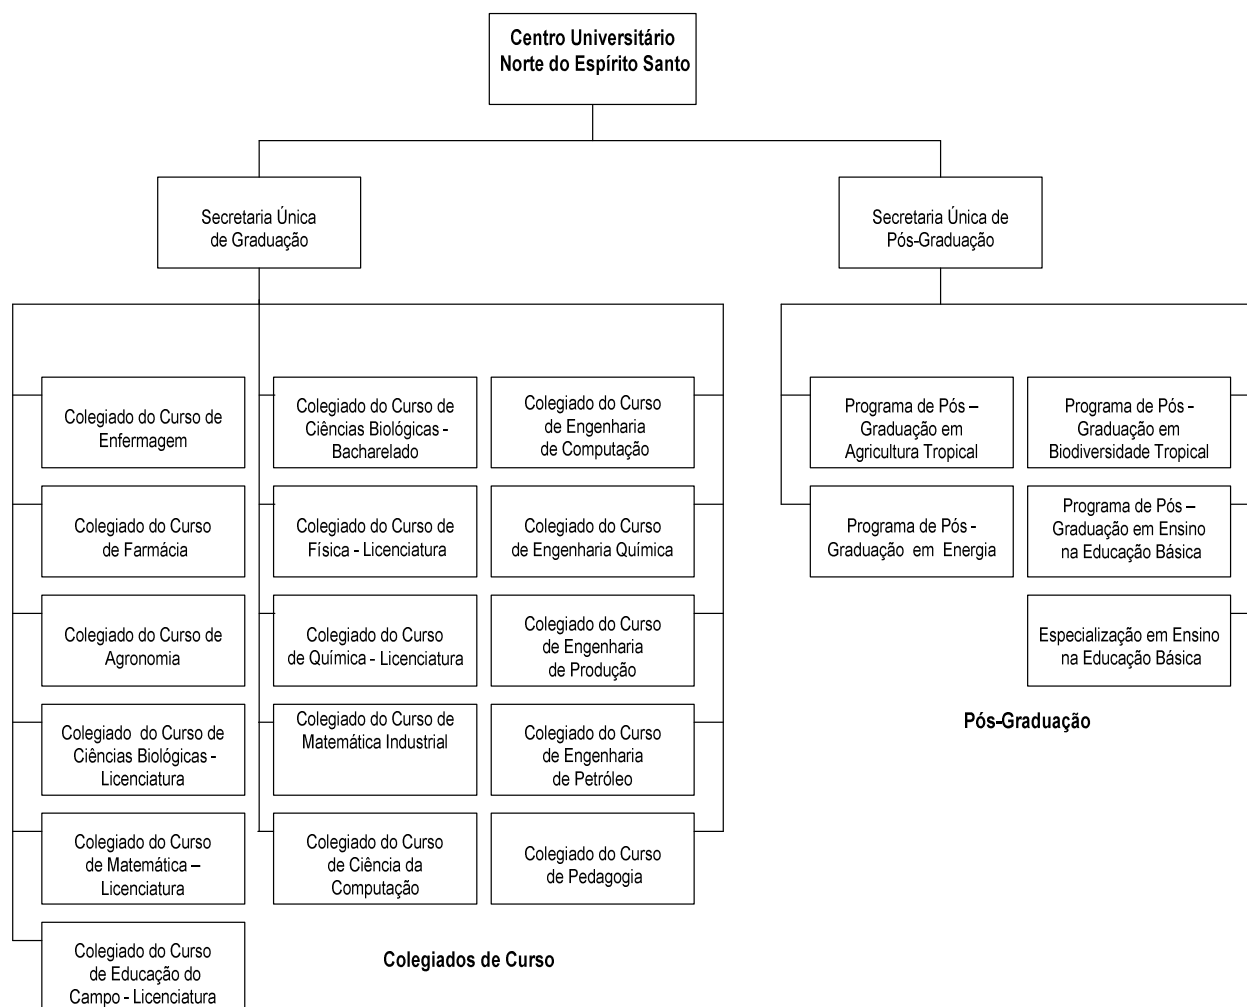 Centro Universitário
Norte do Espírito Santo
Secretaria Única
de Graduação
Secretaria Única de
Pós-Graduação
Colegiado do Curso de
Enfermagem
Colegiado do Curso
de Farmácia
Colegiado do Curso de
Agronomia
Colegiado do Curso de
Ciências Biológicas -
Licenciatura
Colegiado do Curso
de Matemática –
Licenciatura
Colegiado do Curso
de Educação do
Campo - Licenciatura
Colegiado do Curso de
Ciências Biológicas -
Bacharelado
Colegiado do Curso de
Física - Licenciatura
Colegiado do Curso
de Química - Licenciatura
Colegiado do Curso de
Matemática Industrial
Colegiado do Curso
de Ciência da
Computação
Colegiado do Curso
de Engenharia
de Computação
Colegiado do Curso
de Engenharia Química
Colegiado do Curso
de Engenharia
de Produção
Colegiado do Curso
de Engenharia
de Petróleo
Colegiado do Curso
de Pedagogia
Colegiados de Curso
Programa de Pós –
Graduação em
Agricultura Tropical
Programa de Pós -
Graduação em Energia
Programa de Pós -
Graduação em
Biodiversidade Tropical
Programa de Pós –
Graduação em Ensino
na Educação Básica
Especialização em Ensino
na Educação Básica
Pós-Graduação